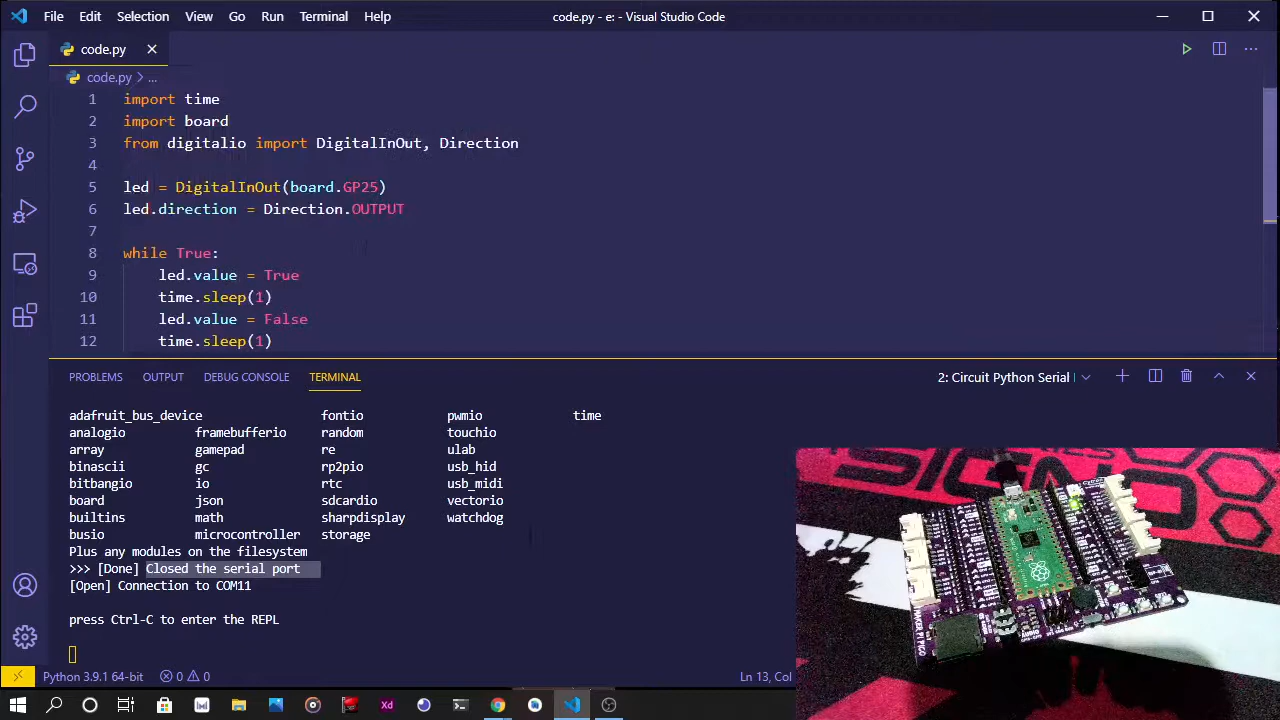 File Edit Selection View Go Run Terminal Help code.py - e: - Visual Studio Code
code.py
code.py > ...
1 import time
2 import board
3 from digitalio import DigitalInOut, Direction
4
5 led = DigitalInOut(board.GP25)
6 led.direction = Direction.OUTPUT
7
8 while True:
9 led.value = True
10 time.sleep(1)
11 led.value = False
12 time.sleep(1)
PROBLEMS OUTPUT DEBUG CONSOLE TERMINAL 2: Circuit Python Serial
adafruit_bus_device fontio pwmio time
analogio framebufferio random touchio
array gamepad re ulab
binascii gc rp2pio usb_hid
bitbangio io rtc usb_midi
board json sdcardio vectorio
builtins math sharpdisplay watchdog
busio microcontroller storage
Plus any modules on the filesystem
>>> [Done] Closed the serial port
[Open] Connection to COM11
press Ctrl-C to enter the REPL
Python 3.9.1 64-bit 0 0 Ln 13, Col
Xd